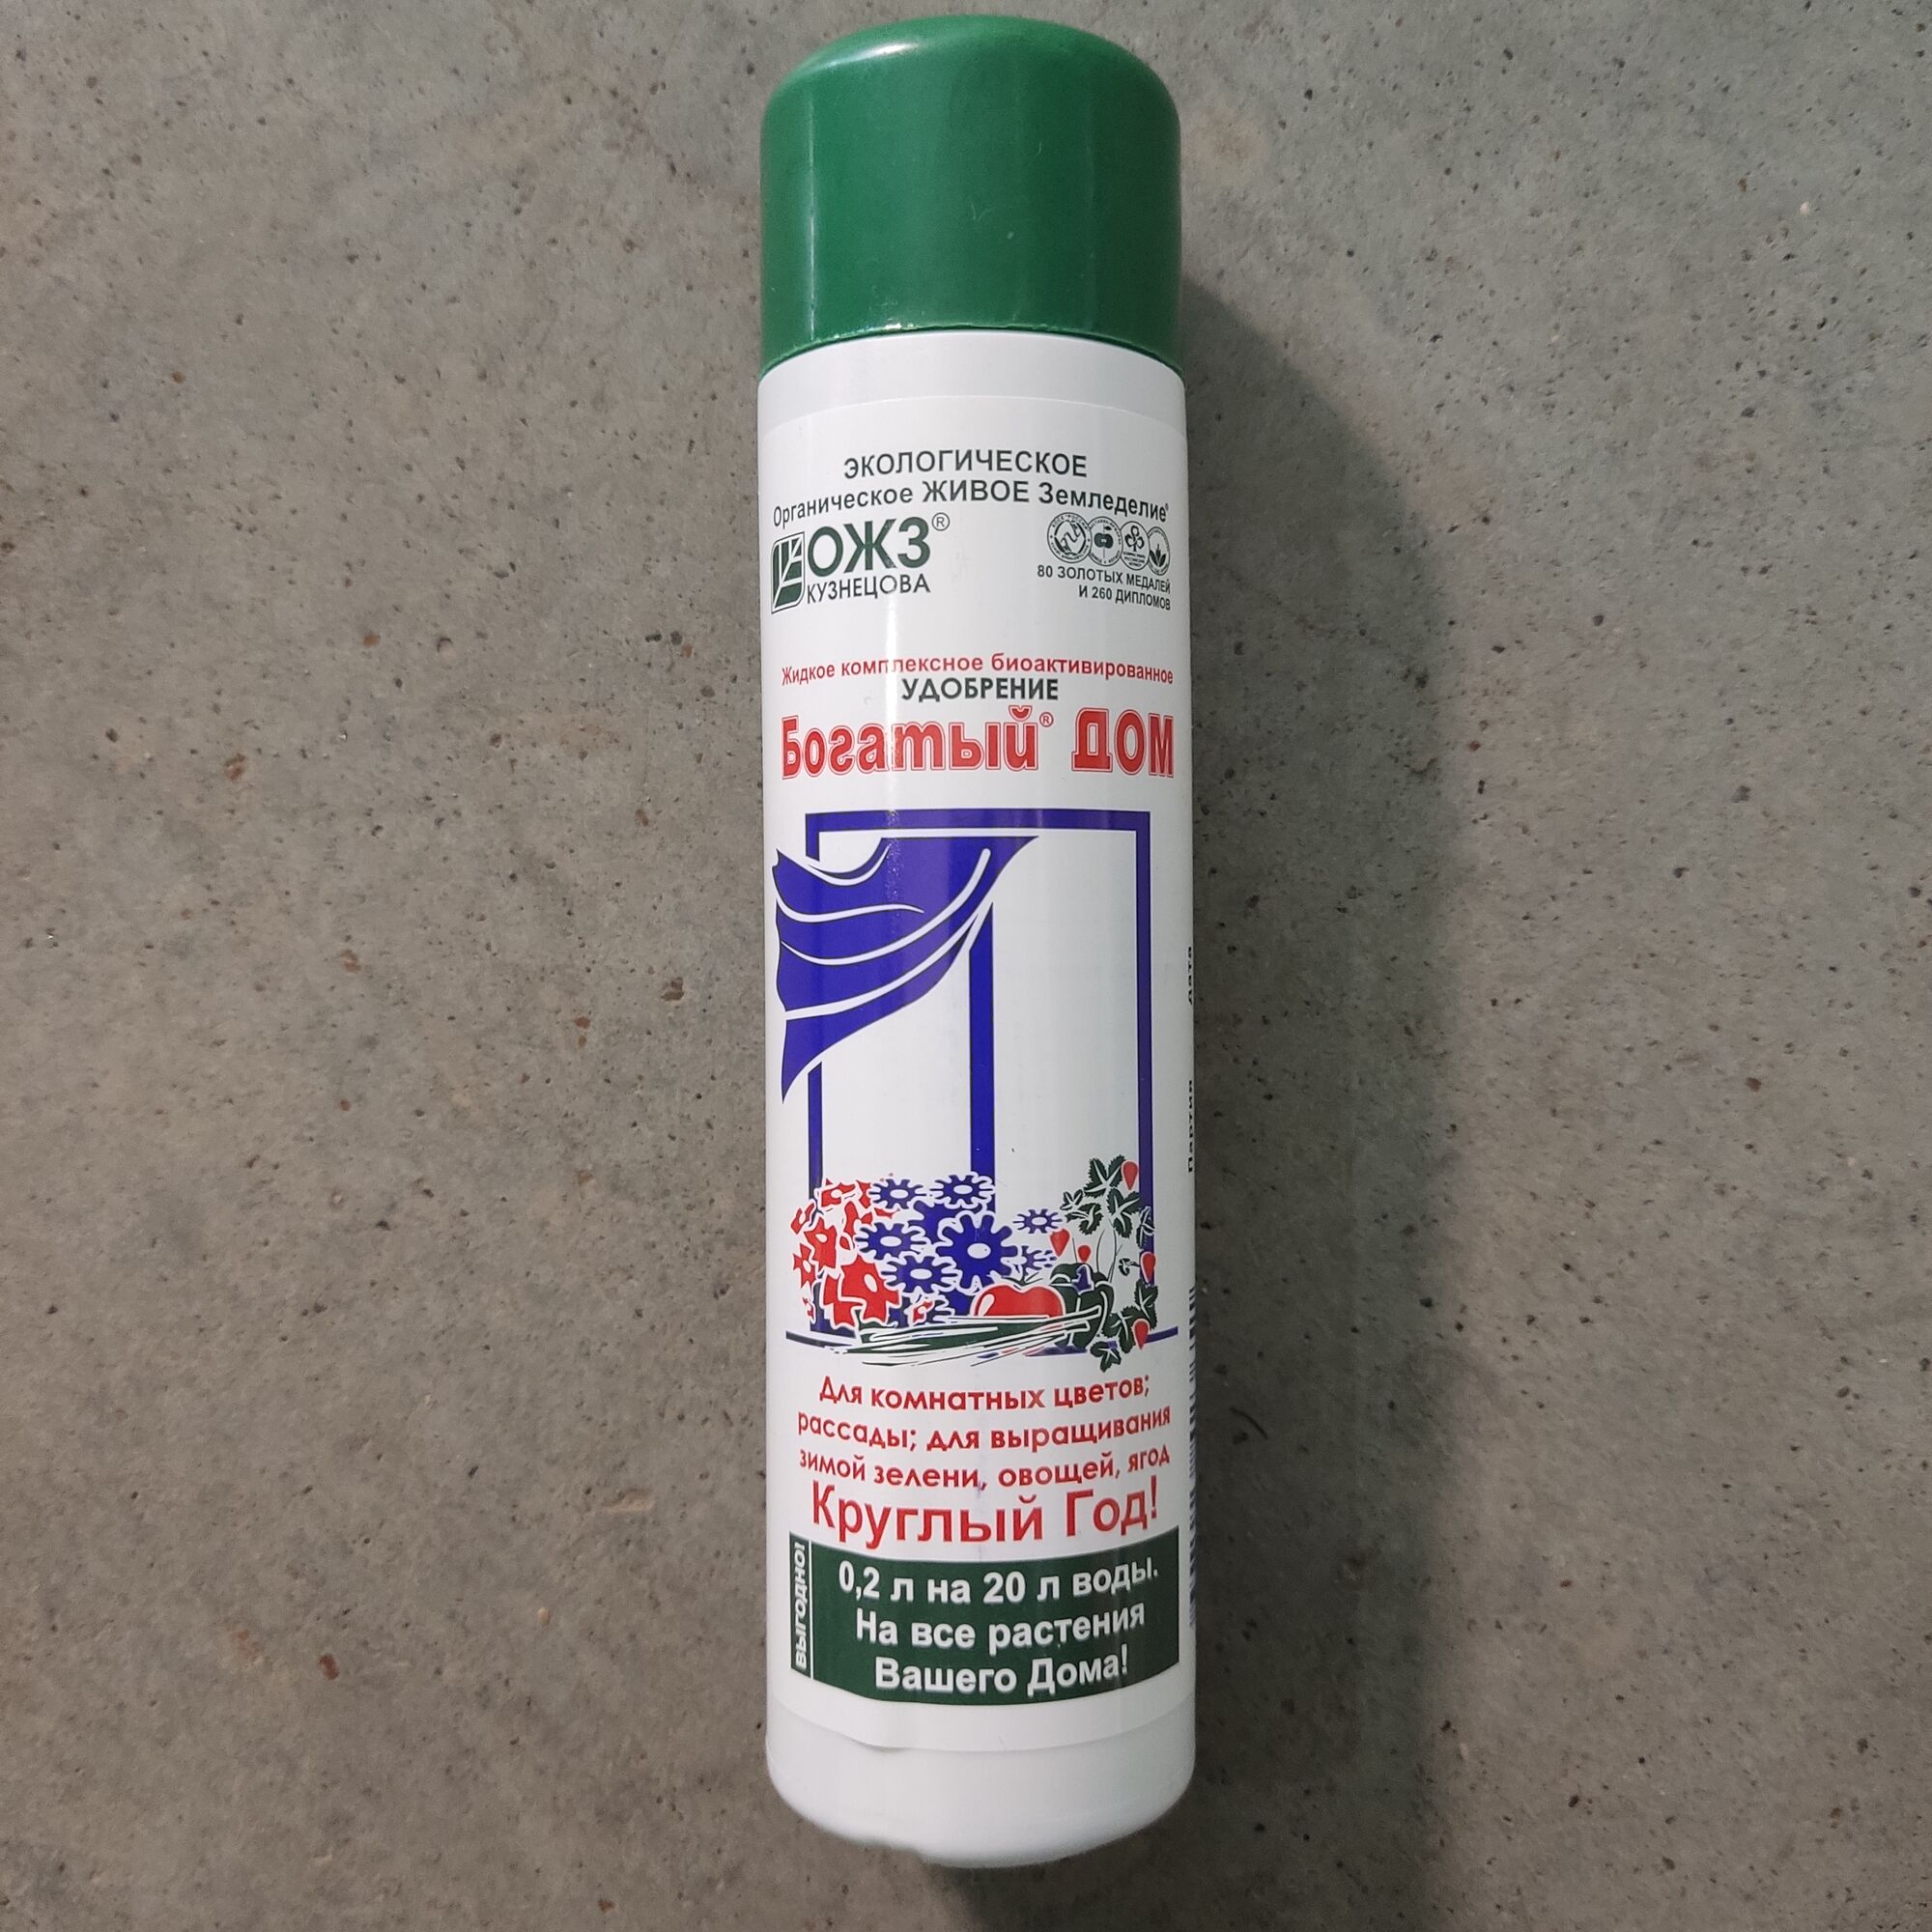 ЭКОЛОГИЧЕСКОЕ
Органическое ЖИВОЕ Земледелие®
ОЖЗ®
КУЗНЕЦОВА
80 ЗОЛОТЫХ МЕДАЛЕЙ
И 260 ДИПЛОМОВ
Жидкое комплексное биоактивированное
УДОБРЕНИЕ
Богатый® ДОМ
Для комнатных цветов;
рассады; для выращивания
зимой зелени, овощей, ягод
Круглый Год!
ВЫГОДНО!
0,2 л на 20 л воды.
На все растения
Вашего Дома!
Партия
Дата